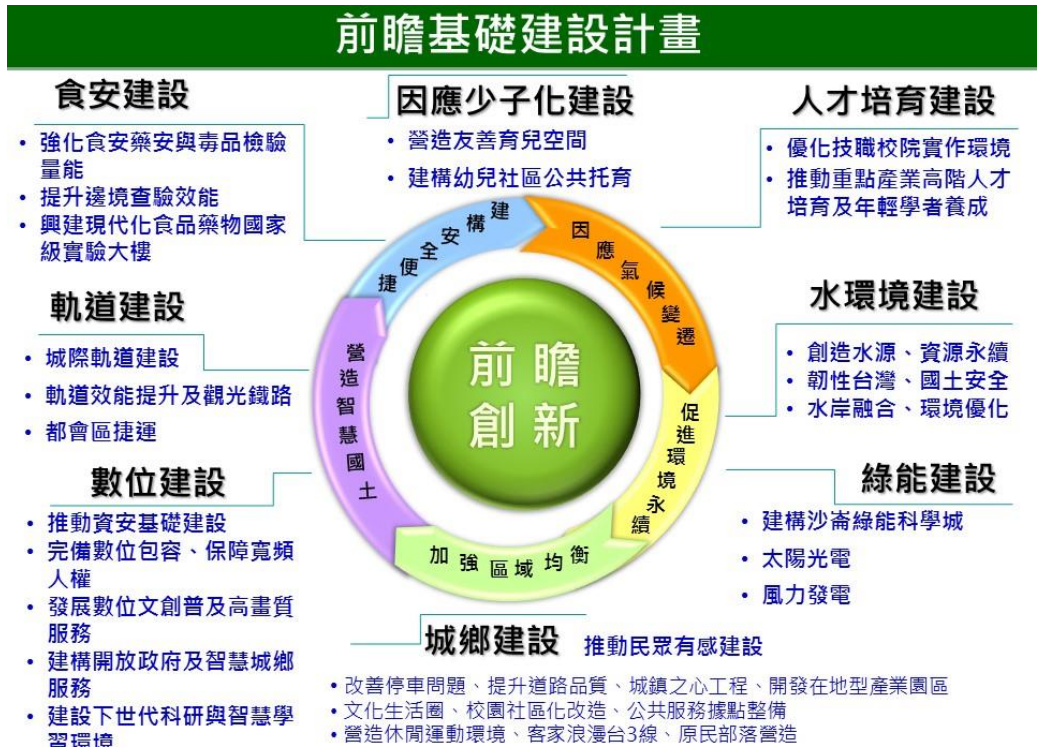 前瞻基礎建設計畫
食安建設
• 強化食安藥安與毒品檢驗
量能
• 提升邊境查驗效能
• 興建現代化食品藥物國家
級實驗大樓
因應少子化建設
• 營造友善育兒空間
• 建構幼兒社區公共托育
人才培育建設
• 優化技職校院實作環境
• 推動重點產業高階人才
培育及年輕學者養成
軌道建設
• 城際軌道建設
• 軌道效能提升及觀光鐵路
• 都會區捷運
建構安全便捷
因應氣候變遷
促進環境永續
加強區域均衡
營造智慧國土
前瞻
創新
水環境建設
• 創造水源、資源永續
• 韌性台灣、國土安全
• 水岸融合、環境優化
數位建設
• 推動資安基礎建設
• 完備數位包容、保障寬頻
人權
• 發展數位文創普及高畫質
服務
• 建構開放政府及智慧城鄉
服務
• 建設下世代科研與智慧學
習環境
綠能建設
• 建構沙崙綠能科學城
• 太陽光電
• 風力發電
城鄉建設 推動民眾有感建設
• 改善停車問題、提升道路品質、城鎮之心工程、開發在地型產業園區
• 文化生活圈、校園社區化改造、公共服務據點整備
• 營造休閒運動環境、客家浪漫台3線、原民部落營造